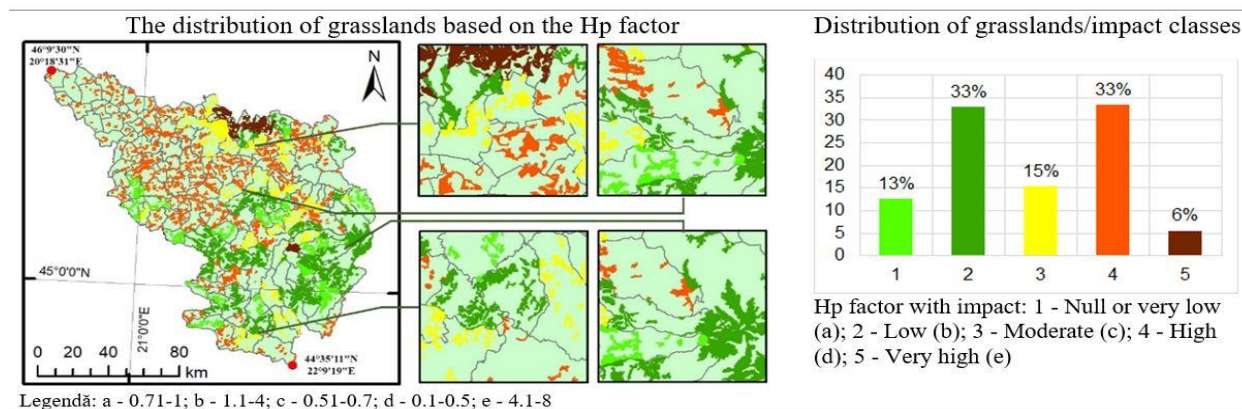 The distribution of grasslands based on the Hp factor
46°9'30"N
20°18'31"E
N
45°0'0"N
21°0'0"E
0 20 40 60 80
km
44°35'11"N
22°9'19"E
Legendă: a - 0.71-1; b - 1.1-4; c - 0.51-0.7; d - 0.1-0.5; e - 4.1-8
Distribution of grasslands/impact classes
40
35
30
25
20
15
10
5
0
13%
33%
15%
33%
6%
1 2 3 4 5
Hp factor with impact: 1 - Null or very low
(a); 2 - Low (b); 3 - Moderate (c); 4 - High
(d); 5 - Very high (e)